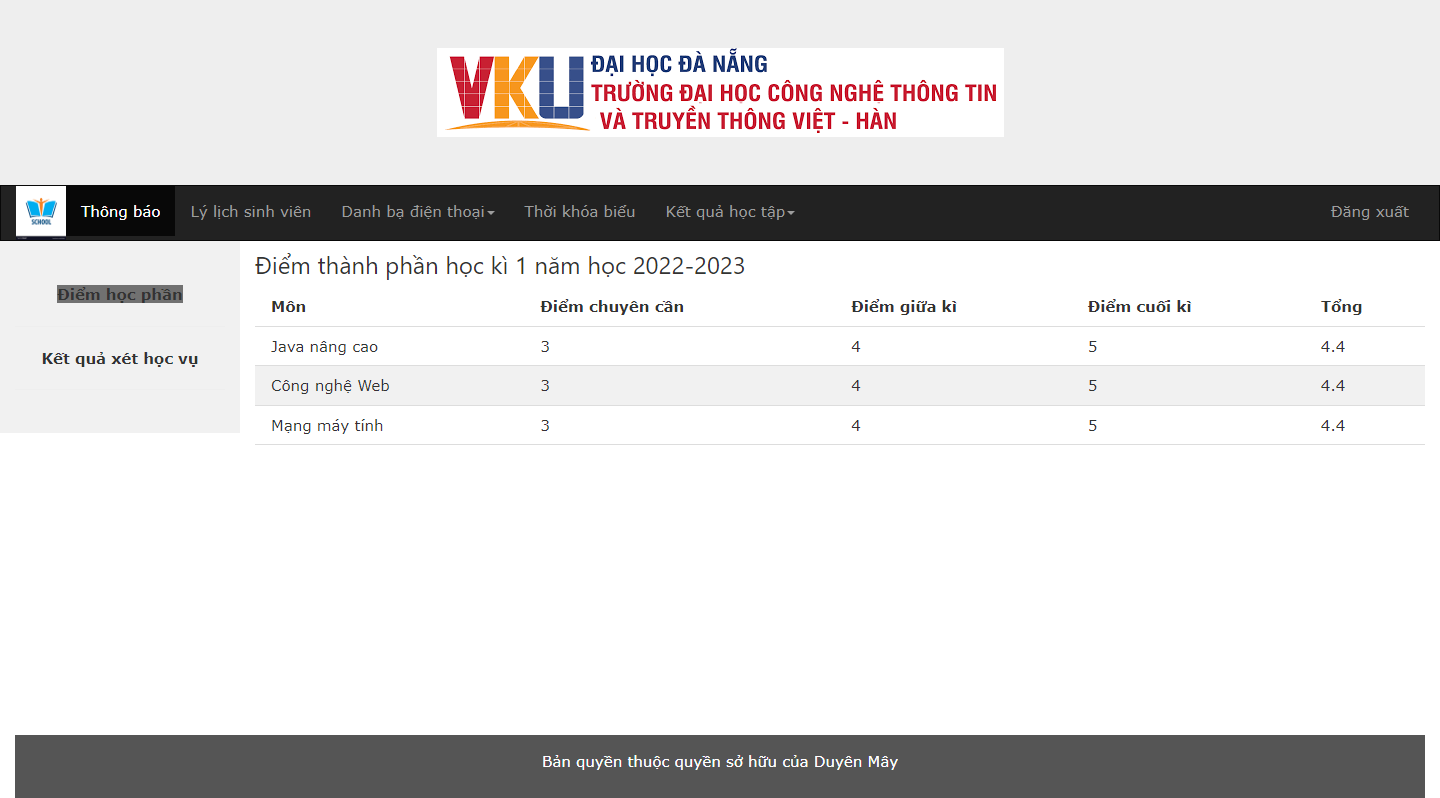 VKU
ĐẠI HỌC ĐÀ NẴNG
TRƯỜNG ĐẠI HỌC CÔNG NGHỆ THÔNG TIN
VÀ TRUYỀN THÔNG VIỆT - HÀN
SCHOOL Thông báo Lý lịch sinh viên Danh bạ điện thoại Thời khóa biểu Kết quả học tập Đăng xuất
Điểm học phần
Kết quả xét học vụ
Điểm thành phần học kì 1 năm học 2022-2023
Môn Điểm chuyên cần Điểm giữa kì Điểm cuối kì Tổng
Java nâng cao 3 4 5 4.4
Công nghệ Web 3 4 5 4.4
Mạng máy tính 3 4 5 4.4
Bản quyền thuộc quyền sở hữu của Duyên Mây